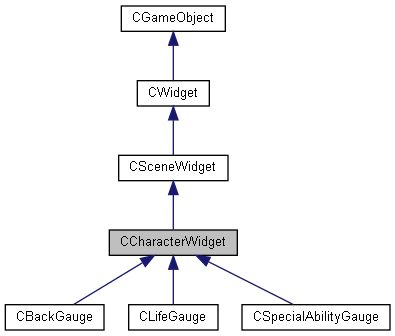 CGameObject
CWidget
CSceneWidget
CCharacterWidget
CBackGauge
CLifeGauge
CSpecialAbilityGauge